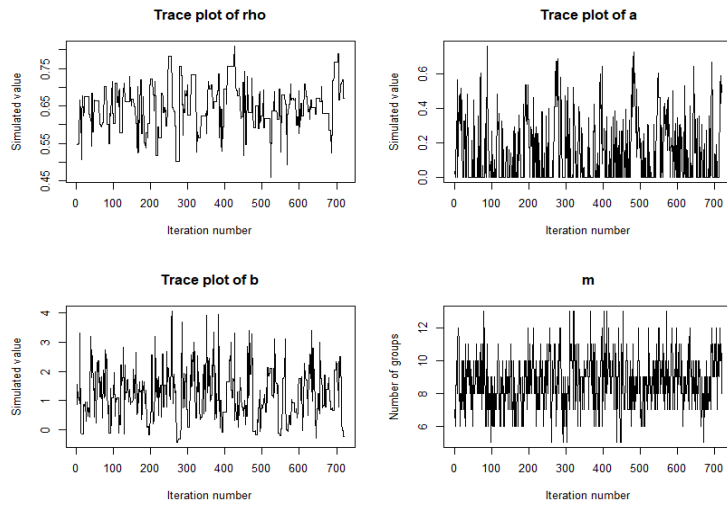 Trace plot of rho
Simulated value
0.45 0.55 0.65 0.75
0 100 200 300 400 500 600 700
Iteration number
Trace plot of a
Simulated value
0.0 0.2 0.4 0.6
0 100 200 300 400 500 600 700
Iteration number
Trace plot of b
Simulated value
0 1 2 3 4
0 100 200 300 400 500 600 700
Iteration number
m
Number of groups
6 8 10 12
0 100 200 300 400 500 600 700
Iteration number